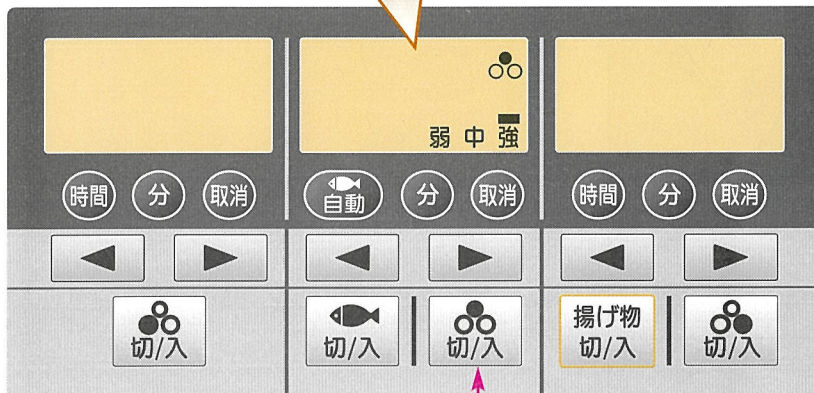 弱 中 強
時間 分 取消
自動 分 取消
時間 分 取消
切/入
切/入
切/入
揚げ物
切/入
切/入